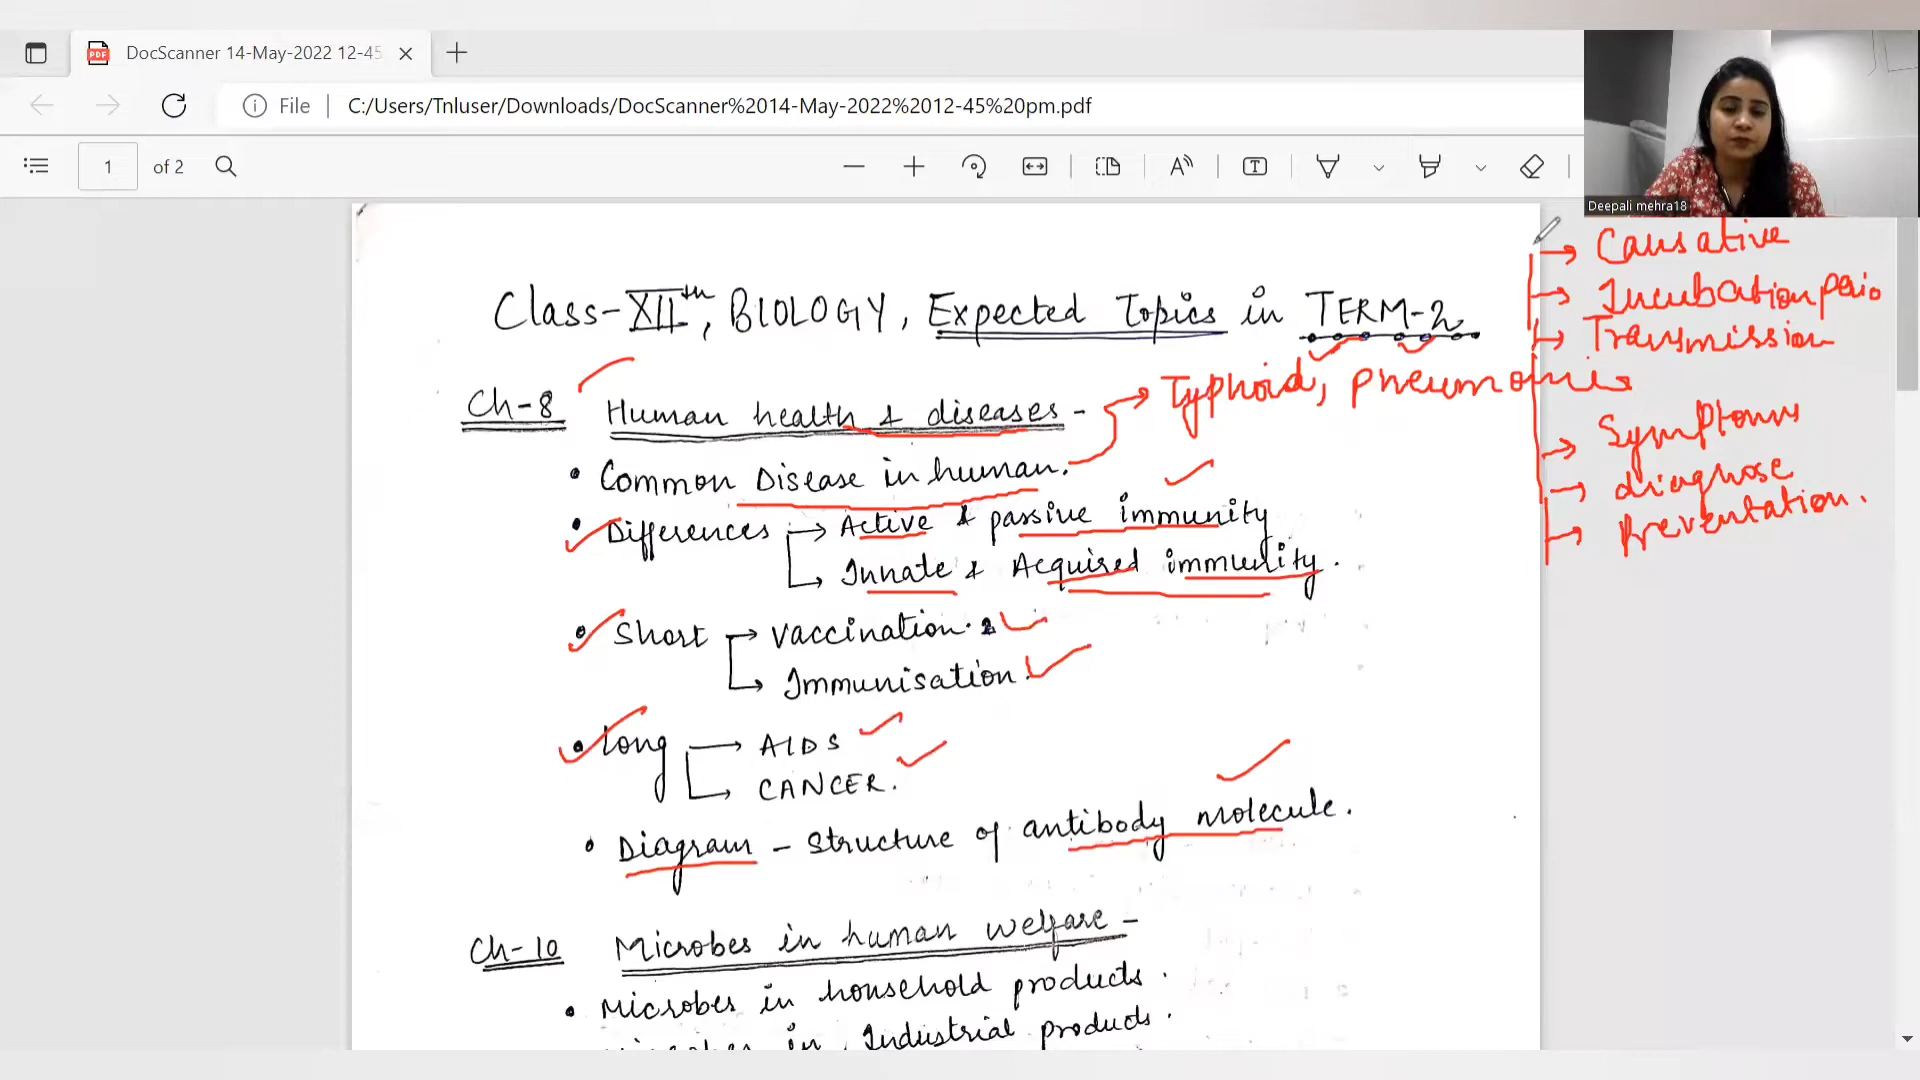 DocScanner 14-May-2022 12-45
File
C:/Users/Tnluser/Downloads/DocScanner%2014-May-2022%2012-45%20pm.pdf
1 of 2
Deepali mehra18
Class-XIIth, BIOLOGY, Expected Topics in TERM-2
Ch-8 Human health & diseases -
Typhoid, Pneumonia
• Common Disease in human.
• Differences → Active & passive immunity
→ Innate & Acquired immunity.
• Short → Vaccination.
→ Immunisation.
• Long → AIDS
→ CANCER.
• Diagram - Structure of antibody molecule.
Ch-10 Microbes in human welfare -
• Microbes in household products.
in Industrial products.
→ Causative
→ Incubation perio
→ Transmission
→ Symptoms
→ diagnose
→ Preventation.